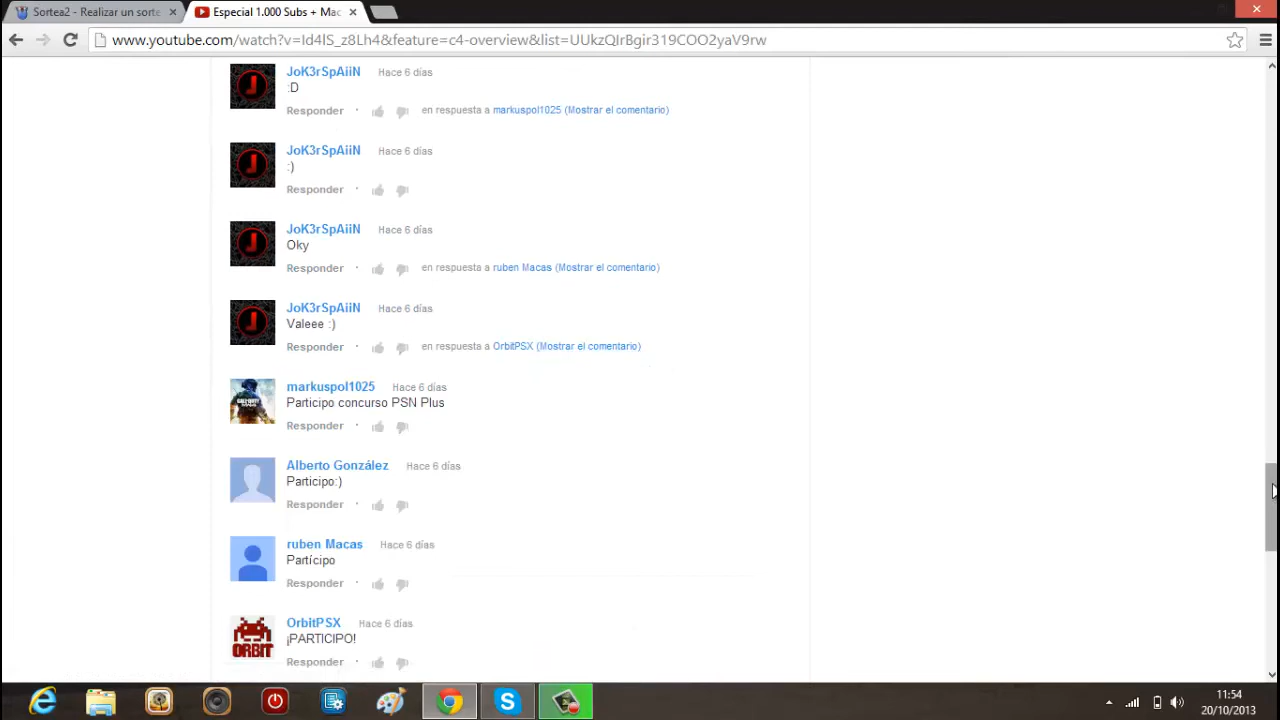 Sortea2 - Realizar un sorte
Especial 1.000 Subs + Mac
www.youtube.com/watch?v=Id4lS_z8Lh4&feature=c4-overview&list=UUkzQIrBgir319COO2yaV9rw
JoK3rSpAiiN Hace 6 días
:D
Responder · en respuesta a markuspol1025 (Mostrar el comentario)
JoK3rSpAiiN Hace 6 días
:)
Responder ·
JoK3rSpAiiN Hace 6 días
Oky
Responder · en respuesta a ruben Macas (Mostrar el comentario)
JoK3rSpAiiN Hace 6 días
Valeee :)
Responder · en respuesta a OrbitPSX (Mostrar el comentario)
markuspol1025 Hace 6 días
Participo concurso PSN Plus
Responder ·
Alberto González Hace 6 días
Participo:)
Responder ·
ruben Macas Hace 6 días
Partícipo
Responder ·
ORBIT
OrbitPSX Hace 6 días
¡PARTICIPO!
Responder ·
11:54
20/10/2013